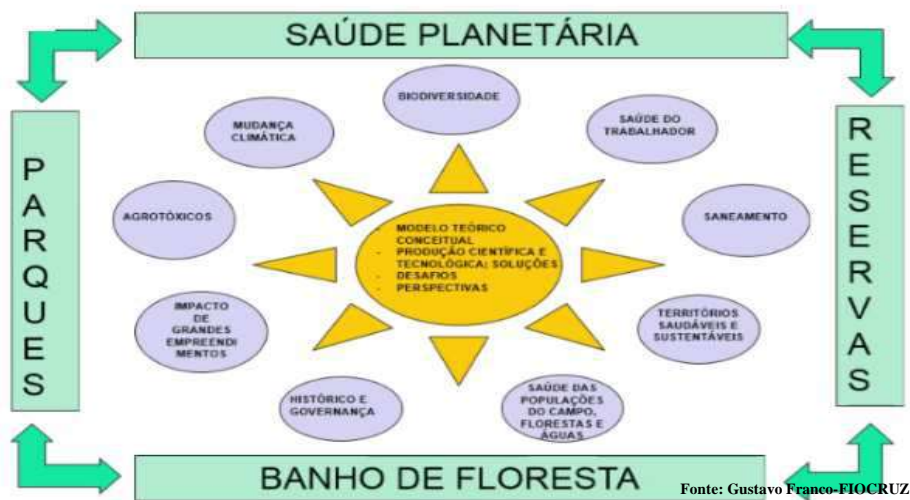 SAÚDE PLANETÁRIA
BIODIVERSIDADE
MUDANÇA
CLIMÁTICA
SAÚDE DO
TRABALHADOR
P
A
R
Q
U
E
S
R
E
S
E
R
V
A
S
AGROTÓXICOS
SANEAMENTO
- MODELO TEÓRICO
CONCEITUAL
- PRODUÇÃO CIENTÍFICA E
TECNOLÓGICA: SOLUÇÕES
- DESAFIOS
- PERSPECTIVAS
IMPACTO
DE
GRANDES
EMPREENDI
MENTOS
TERRITÓRIOS
SAUDÁVEIS E
SUSTENTÁVEIS
HISTÓRICO E
GOVERNANÇA
SAÚDE DAS
POPULAÇÕES
DO CAMPO,
FLORESTAS E
ÁGUAS
BANHO DE FLORESTA
Fonte: Gustavo Franco-FIOCRUZ